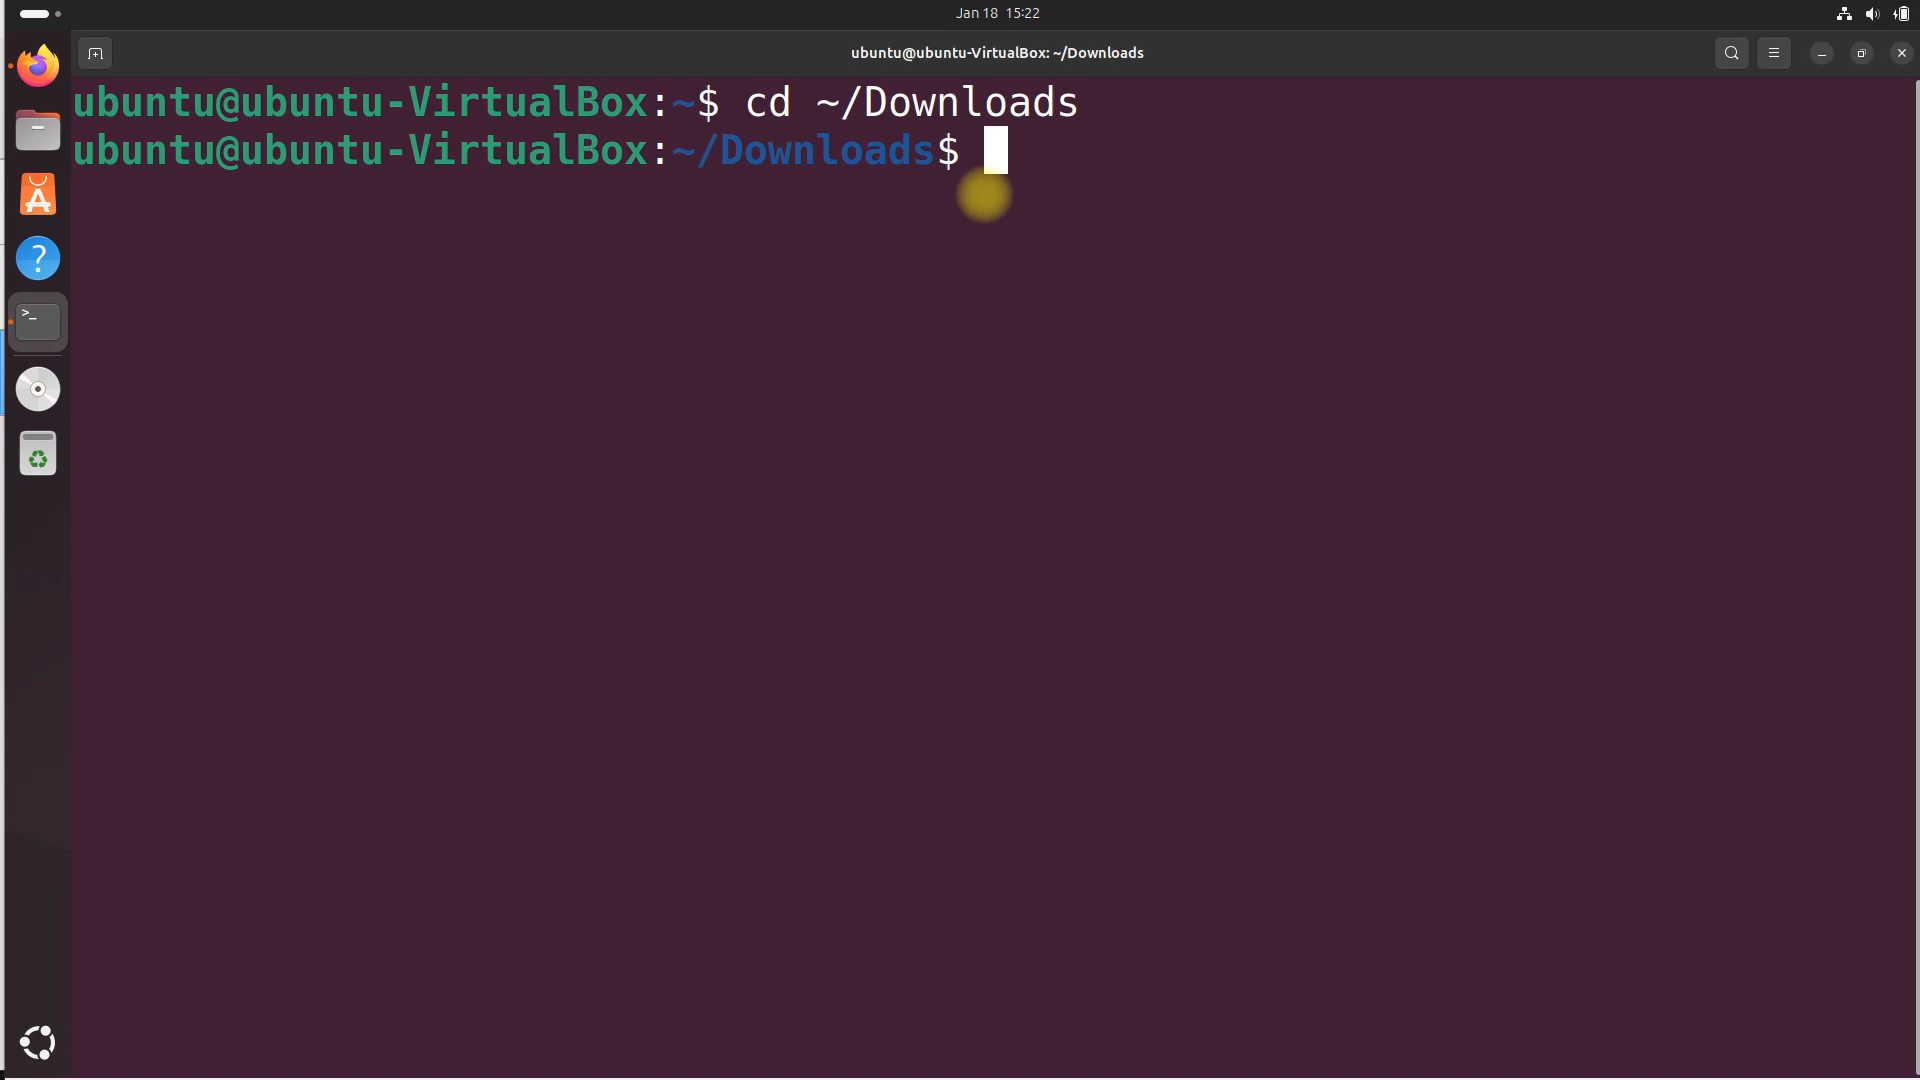 Jan 18 15:22
ubuntu@ubuntu-VirtualBox: ~/Downloads
ubuntu@ubuntu-VirtualBox:~$ cd ~/Downloads
ubuntu@ubuntu-VirtualBox:~/Downloads$